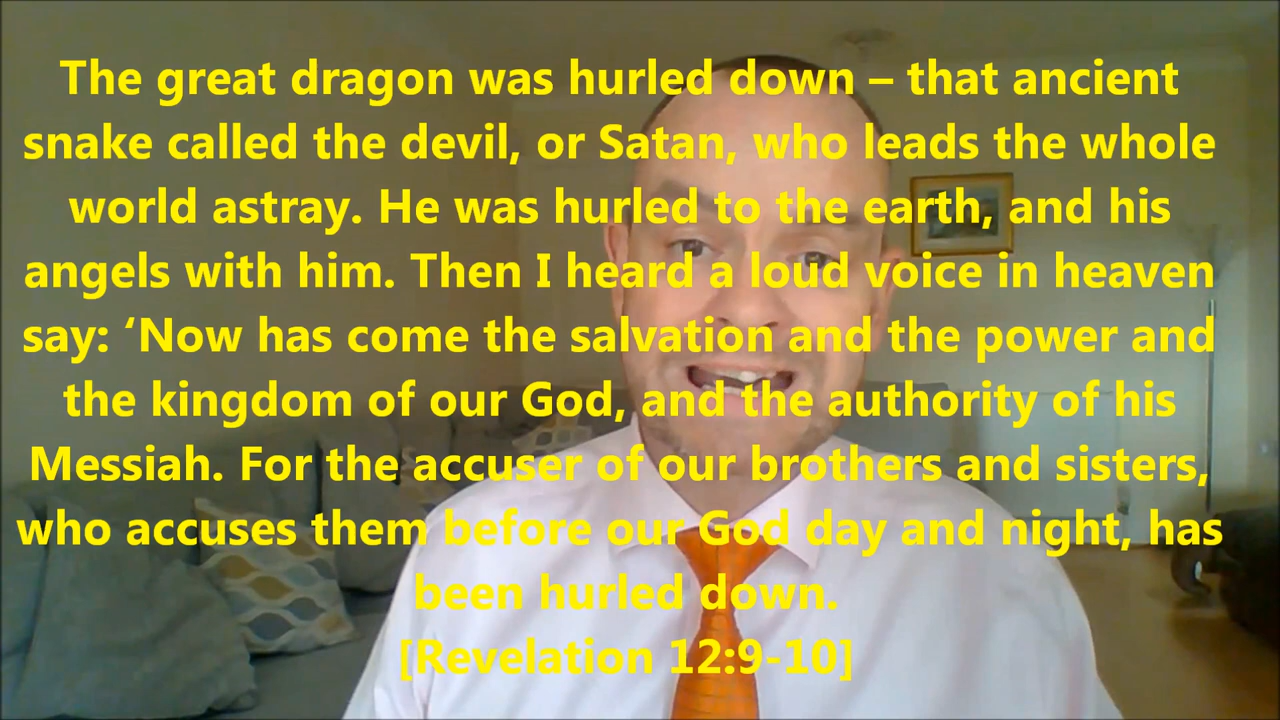 The great dragon was hurled down – that ancient
snake called the devil, or Satan, who leads the whole
world astray. He was hurled to the earth, and his
angels with him. Then I heard a loud voice in heaven
say: ‘Now has come the salvation and the power and
the kingdom of our God, and the authority of his
Messiah. For the accuser of our brothers and sisters,
who accuses them before our God day and night, has
been hurled down.
[Revelation 12:9-10]